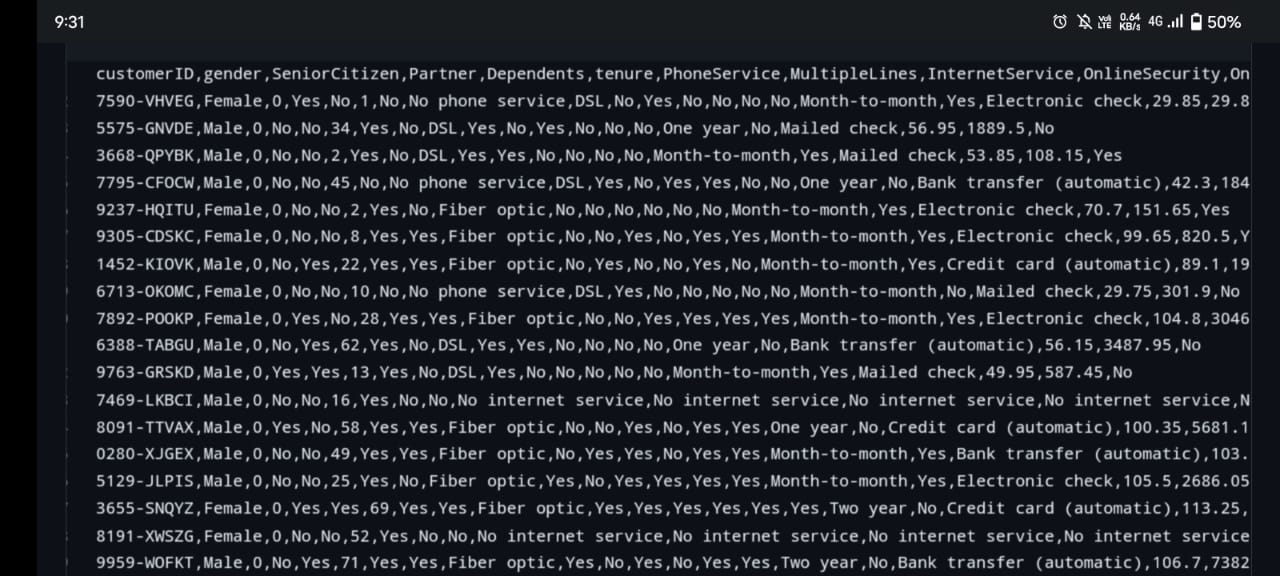 9:31 VoI LTE 0.64 KB/s 4G 50%
customerID,gender,SeniorCitizen,Partner,Dependents,tenure,PhoneService,MultipleLines,InternetService,OnlineSecurity,On
7590-VHVEG,Female,0,Yes,No,1,No,No phone service,DSL,No,Yes,No,No,No,No,Month-to-month,Yes,Electronic check,29.85,29.8
5575-GNVDE,Male,0,No,No,34,Yes,No,DSL,Yes,No,Yes,No,No,No,One year,No,Mailed check,56.95,1889.5,No
3668-QPYBK,Male,0,No,No,2,Yes,No,DSL,Yes,Yes,No,No,No,No,Month-to-month,Yes,Mailed check,53.85,108.15,Yes
7795-CFOCW,Male,0,No,No,45,No,No phone service,DSL,Yes,No,Yes,Yes,No,No,One year,No,Bank transfer (automatic),42.3,184
9237-HQITU,Female,0,No,No,2,Yes,No,Fiber optic,No,No,No,No,No,No,Month-to-month,Yes,Electronic check,70.7,151.65,Yes
9305-CDSKC,Female,0,No,No,8,Yes,Yes,Fiber optic,No,No,Yes,No,Yes,Yes,Month-to-month,Yes,Electronic check,99.65,820.5,Y
1452-KIOVK,Male,0,No,Yes,22,Yes,Yes,Fiber optic,No,Yes,No,No,Yes,No,Month-to-month,Yes,Credit card (automatic),89.1,19
6713-OKOMC,Female,0,No,No,10,No,No phone service,DSL,Yes,No,No,No,No,No,Month-to-month,No,Mailed check,29.75,301.9,No
7892-POOKP,Female,0,Yes,No,28,Yes,Yes,Fiber optic,No,No,Yes,Yes,Yes,Yes,Month-to-month,Yes,Electronic check,104.8,3046
6388-TABGU,Male,0,No,Yes,62,Yes,No,DSL,Yes,Yes,No,No,No,No,One year,No,Bank transfer (automatic),56.15,3487.95,No
9763-GRSKD,Male,0,Yes,Yes,13,Yes,No,DSL,Yes,No,No,No,No,No,Month-to-month,Yes,Mailed check,49.95,587.45,No
7469-LKBCI,Male,0,No,No,16,Yes,No,No,No internet service,No internet service,No internet service,No internet service,N
8091-TTVAX,Male,0,Yes,No,58,Yes,Yes,Fiber optic,No,No,Yes,No,Yes,Yes,One year,No,Credit card (automatic),100.35,5681.1
0280-XJGEX,Male,0,No,No,49,Yes,Yes,Fiber optic,No,Yes,Yes,No,Yes,Yes,Month-to-month,Yes,Bank transfer (automatic),103.
5129-JLPIS,Male,0,No,No,25,Yes,No,Fiber optic,Yes,No,Yes,Yes,Yes,Yes,Month-to-month,Yes,Electronic check,105.5,2686.05
3655-SNQYZ,Female,0,Yes,Yes,69,Yes,Yes,Fiber optic,Yes,Yes,Yes,Yes,Yes,Yes,Two year,No,Credit card (automatic),113.25,
8191-XWSZG,Female,0,No,No,52,Yes,No,No,No internet service,No internet service,No internet service,No internet service
9959-WOFKT,Male,0,No,Yes,71,Yes,Yes,Fiber optic,Yes,No,Yes,No,Yes,Yes,Two year,No,Bank transfer (automatic),106.7,7382